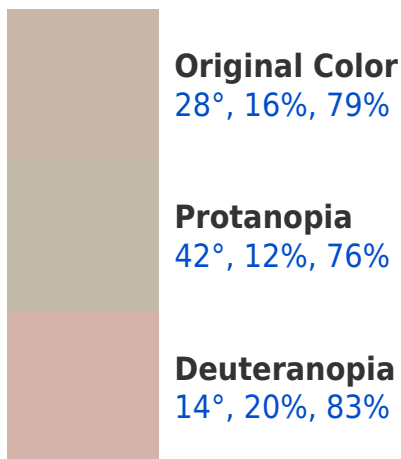 Original Color
28°, 16%, 79%
Protanopia
42°, 12%, 76%
Deuteranopia
14°, 20%, 83%